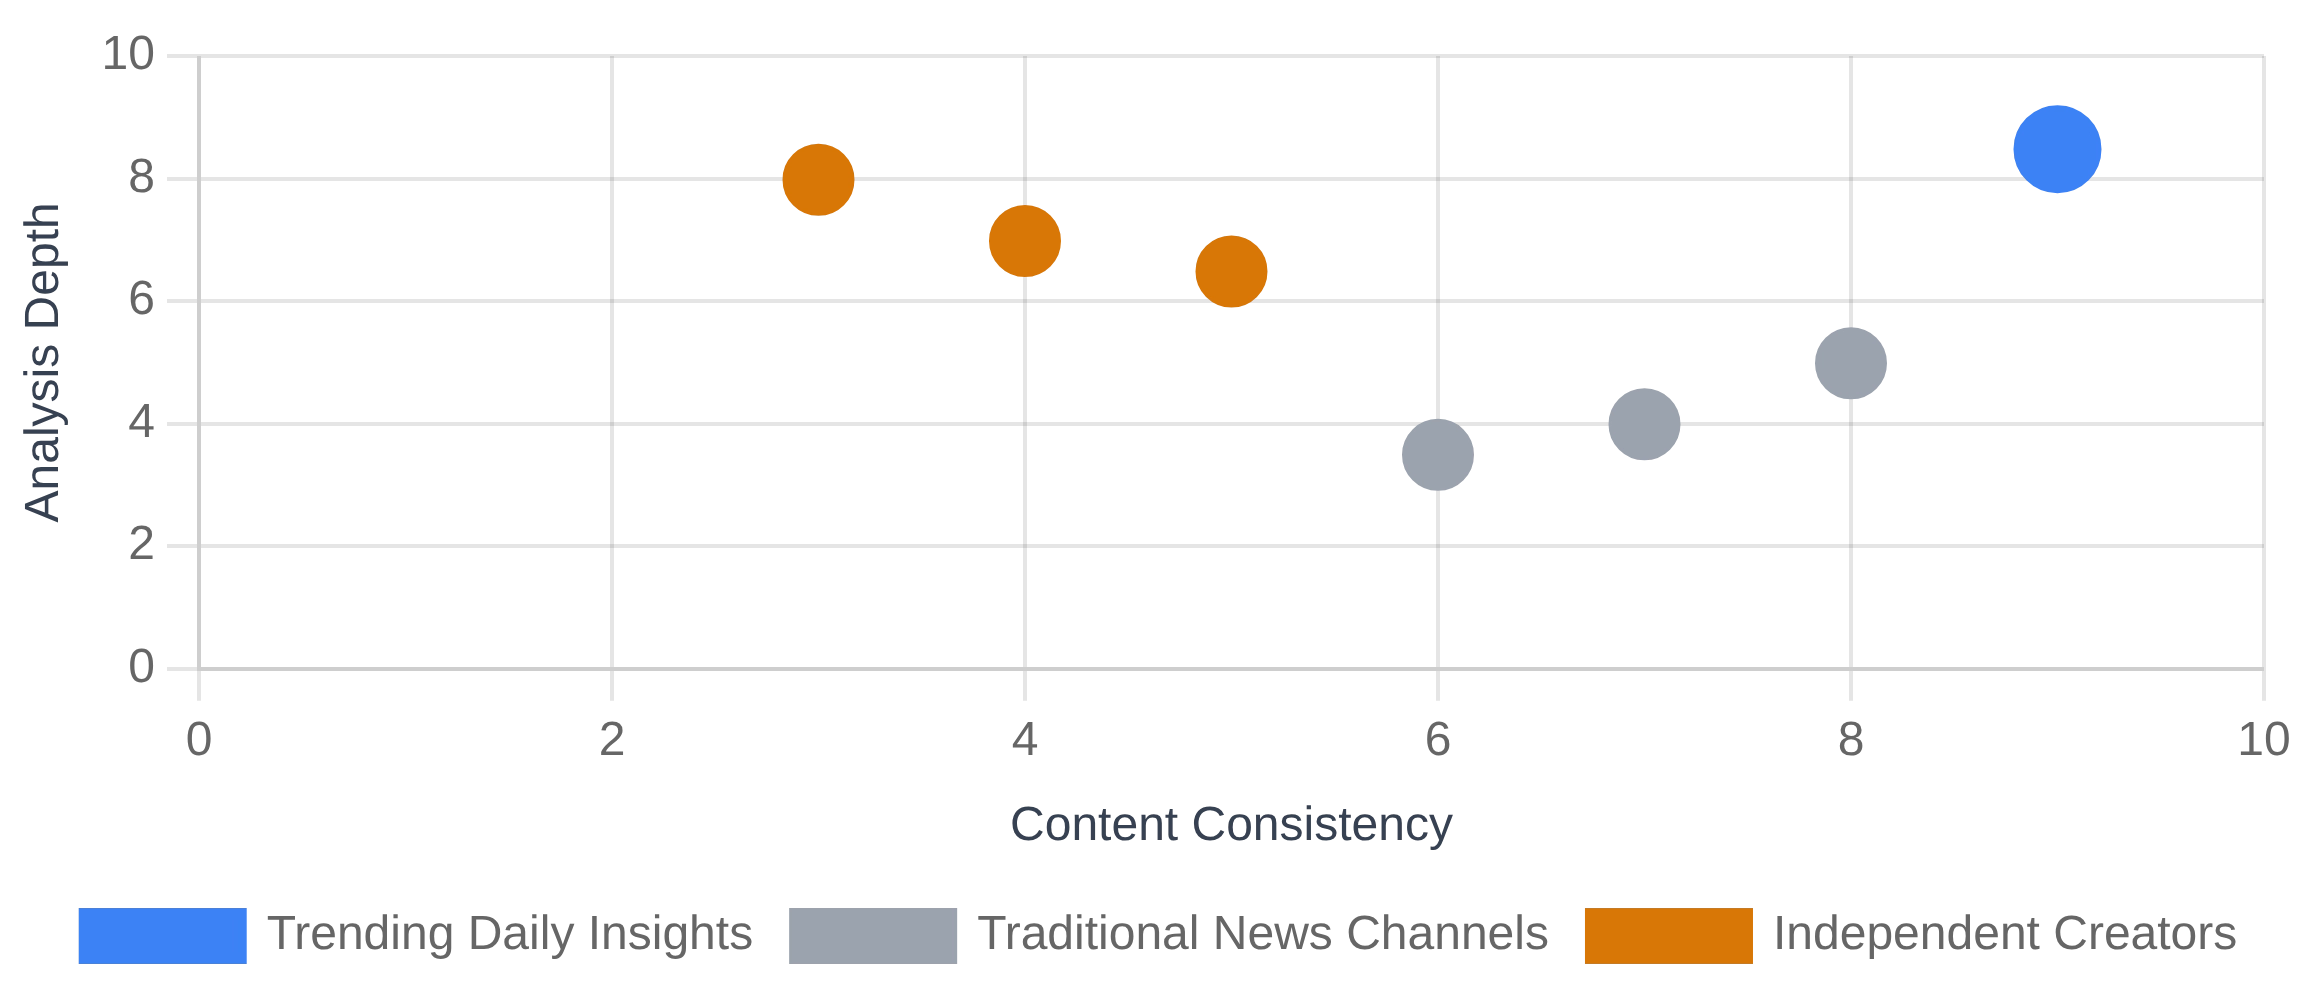 10
8
6
4
2
0
Analysis Depth
0 2 4 6 8 10
Content Consistency
Trending Daily Insights Traditional News Channels Independent Creators